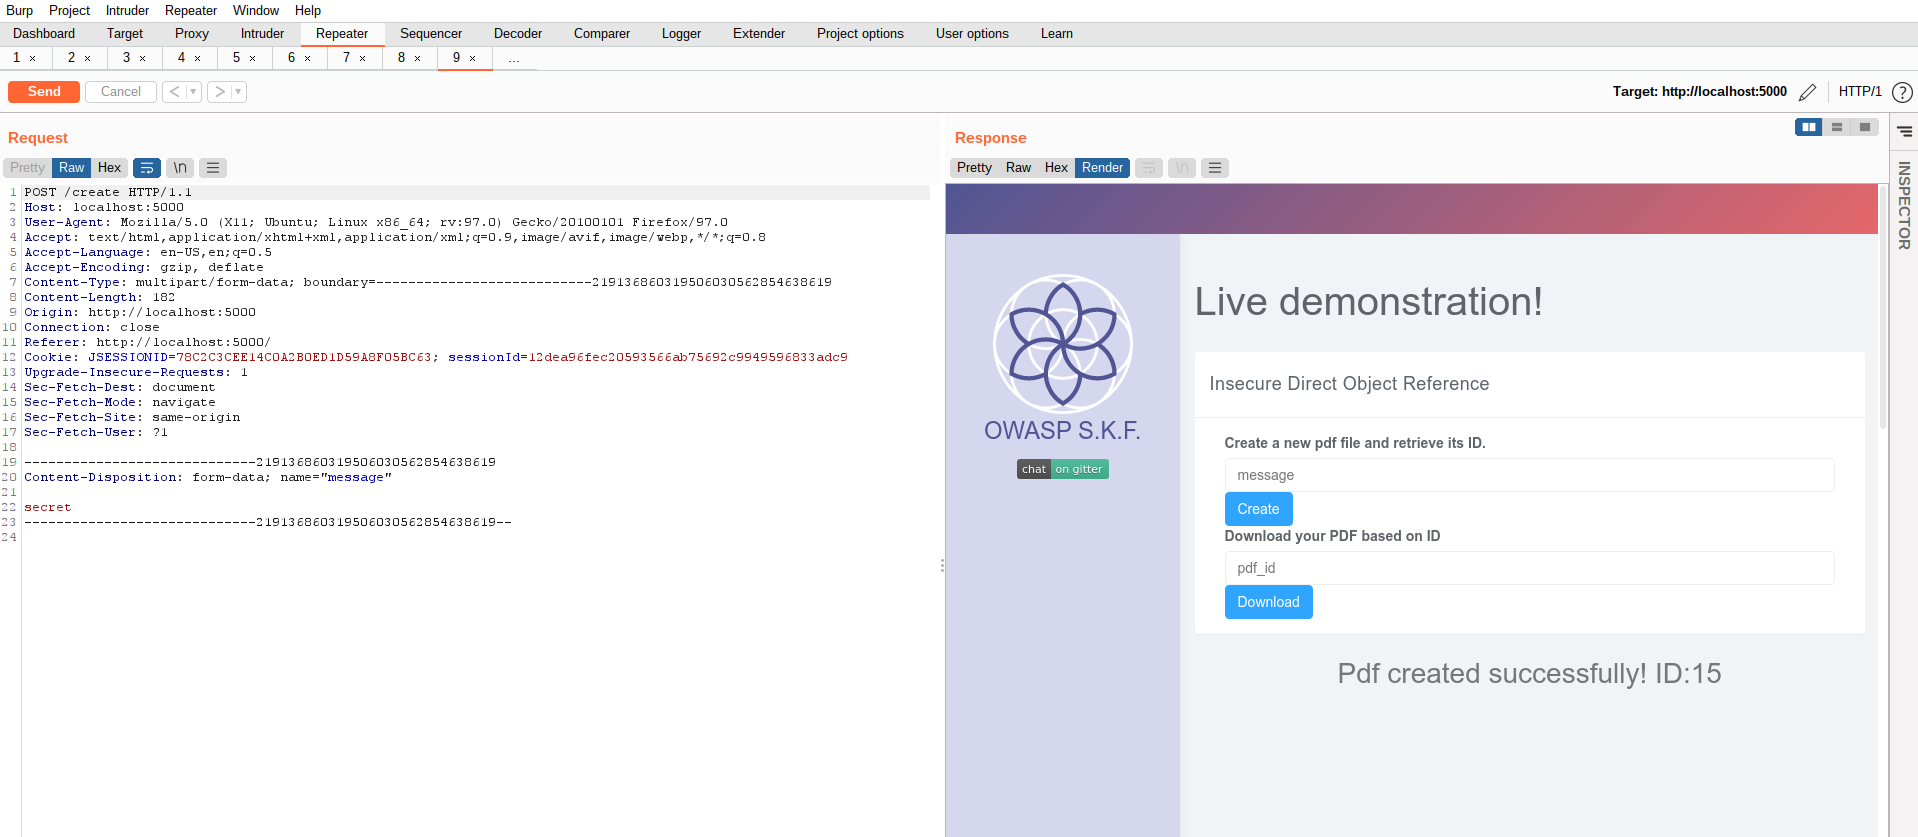 Burp Project Intruder Repeater Window Help
Dashboard Target Proxy Intruder Repeater Sequencer Decoder Comparer Logger Extender Project options User options Learn
1 × 2 × 3 × 4 × 5 × 6 × 7 × 8 × 9 × ...
Send Cancel < > Target: http://localhost:5000 HTTP/1 ?
Request
Pretty Raw Hex \n
1 POST /create HTTP/1.1
2 Host: localhost:5000
3 User-Agent: Mozilla/5.0 (X11; Ubuntu; Linux x86_64; rv:97.0) Gecko/20100101 Firefox/97.0
4 Accept: text/html,application/xhtml+xml,application/xml;q=0.9,image/avif,image/webp,*/*;q=0.8
5 Accept-Language: en-US,en;q=0.5
6 Accept-Encoding: gzip, deflate
7 Content-Type: multipart/form-data; boundary=---------------------------219136860319506030562854638619
8 Content-Length: 182
9 Origin: http://localhost:5000
10 Connection: close
11 Referer: http://localhost:5000/
12 Cookie: JSESSIONID=78C2C3CEE14C0A2B0ED1D59A8F05BC63; sessionId=12dea96fec20593566ab75692c9949596833adc9
13 Upgrade-Insecure-Requests: 1
14 Sec-Fetch-Dest: document
15 Sec-Fetch-Mode: navigate
16 Sec-Fetch-Site: same-origin
17 Sec-Fetch-User: ?1
18
19 -----------------------------219136860319506030562854638619
20 Content-Disposition: form-data; name="message"
21
22 secret
23 -----------------------------219136860319506030562854638619--
24
Response
Pretty Raw Hex Render \n
INSPECTOR
OWASP S.K.F.
chat on gitter
Live demonstration!
Insecure Direct Object Reference
Create a new pdf file and retrieve its ID.
message
Create
Download your PDF based on ID
pdf_id
Download
Pdf created successfully! ID:15